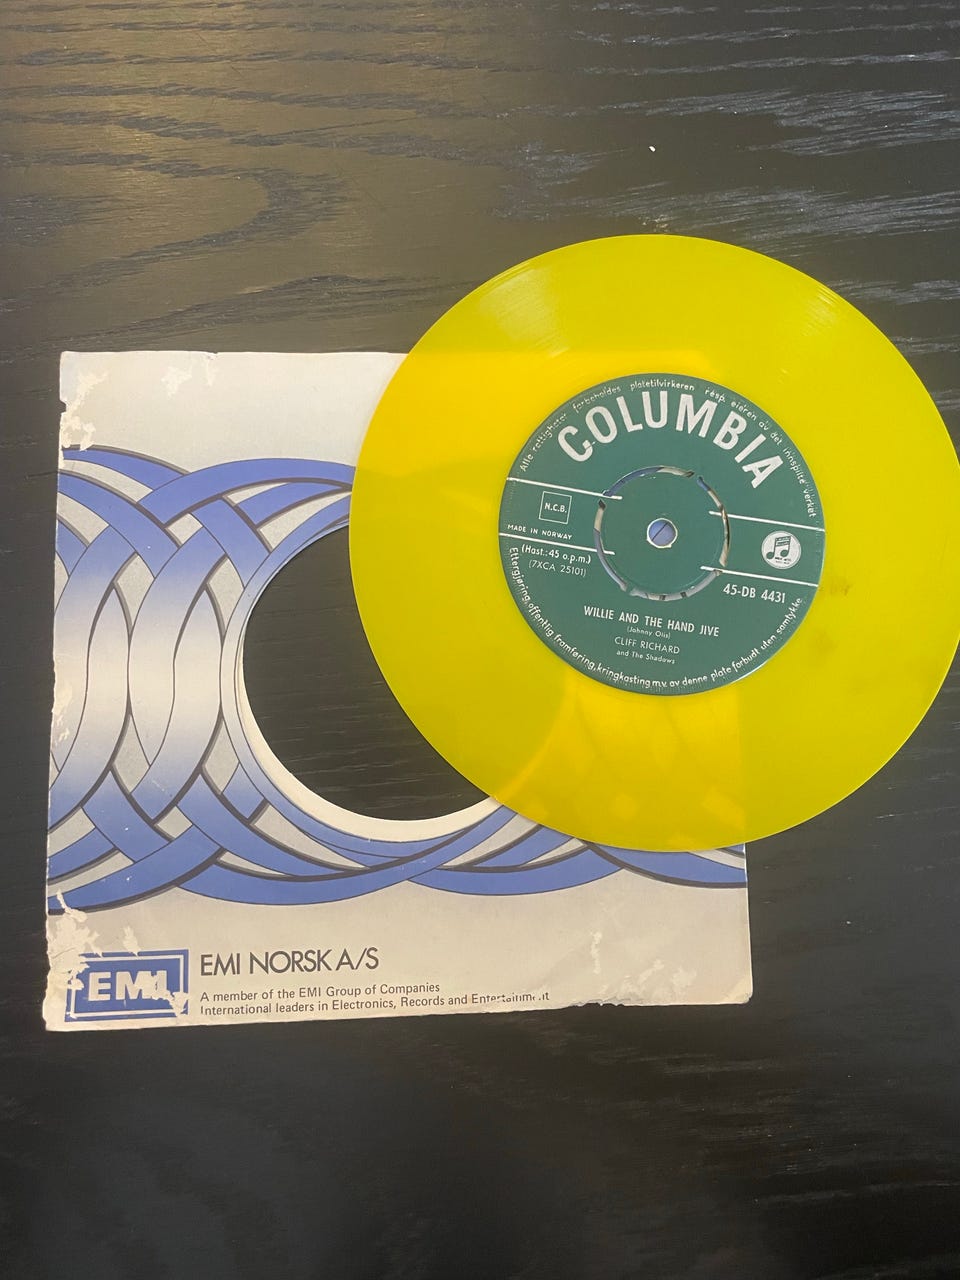 Alle rettigheter forbeholdes platetilvirkeren resp. eieren av det innspilte verket
COLUMBIA
N.C.B.
MADE IN NORWAY
(Hast.: 45 o.p.m.)
(7XCA 25101)
45-DB 4431
WILLIE AND THE HAND JIVE
(Johnny Otis)
CLIFF RICHARD
and The Shadows
Ettergjøring, offentlig framføring, kringkasting m.v. av denne plate forbudt uten samtykke
EMI
EMI NORSK A/S
A member of the EMI Group of Companies
International leaders in Electronics, Records and Entertainment